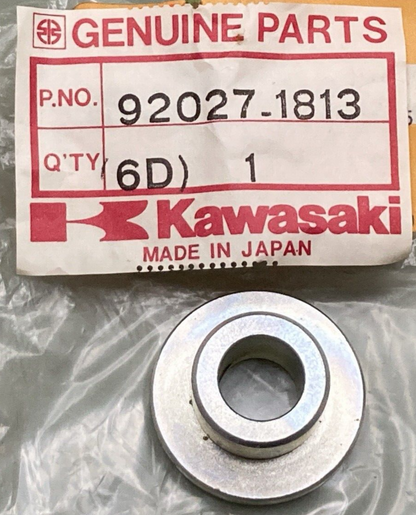 GENUINE PARTS
P.NO. 92027-1813
Q'TY (6D) 1
Kawasaki
MADE IN JAPAN